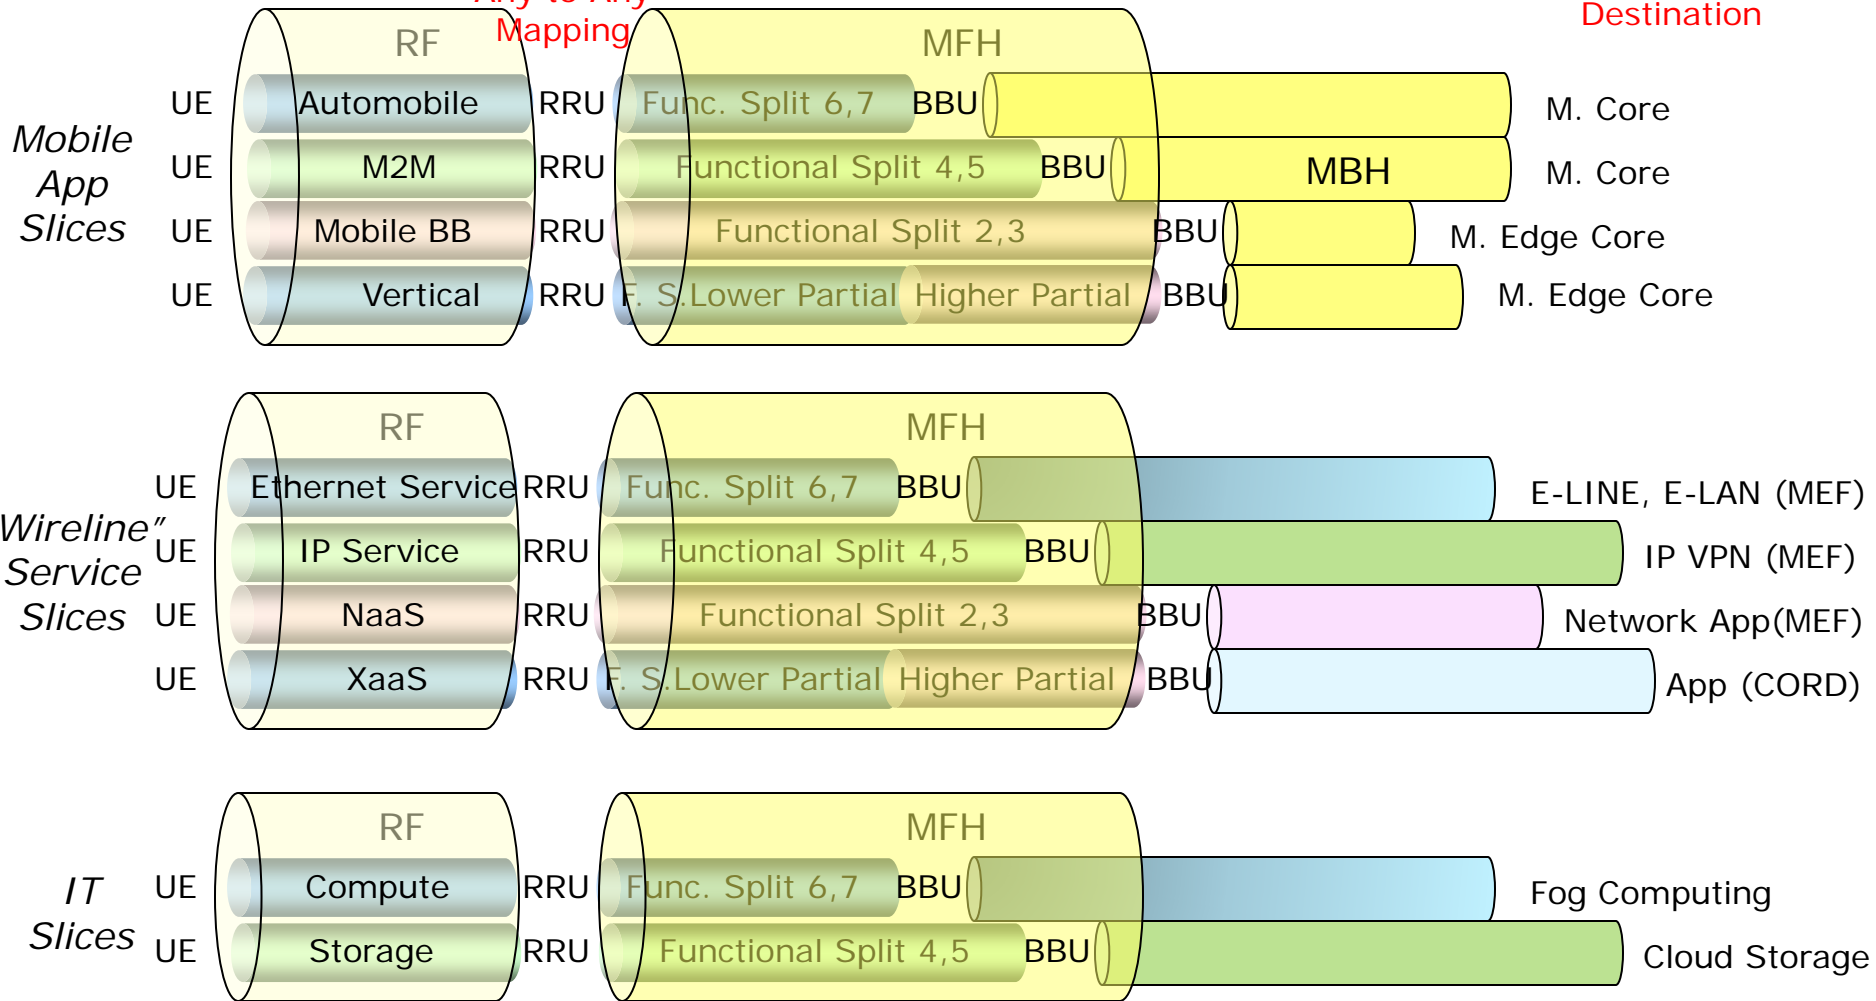 Any-to-Any
Mapping
Destination
RF
MFH
Mobile
App
Slices
UE Automobile RRU Func. Split 6,7 BBU M. Core
UE M2M RRU Functional Split 4,5 BBU MBH M. Core
UE Mobile BB RRU Functional Split 2,3 BBU M. Edge Core
UE Vertical RRU F. S.Lower Partial Higher Partial BBU M. Edge Core
RF
MFH
Wireline”
Service
Slices
UE Ethernet Service RRU Func. Split 6,7 BBU E-LINE, E-LAN (MEF)
UE IP Service RRU Functional Split 4,5 BBU IP VPN (MEF)
UE NaaS RRU Functional Split 2,3 BBU Network App(MEF)
UE XaaS RRU F. S.Lower Partial Higher Partial BBU App (CORD)
RF
MFH
IT
Slices
UE Compute RRU Func. Split 6,7 BBU Fog Computing
UE Storage RRU Functional Split 4,5 BBU Cloud Storage